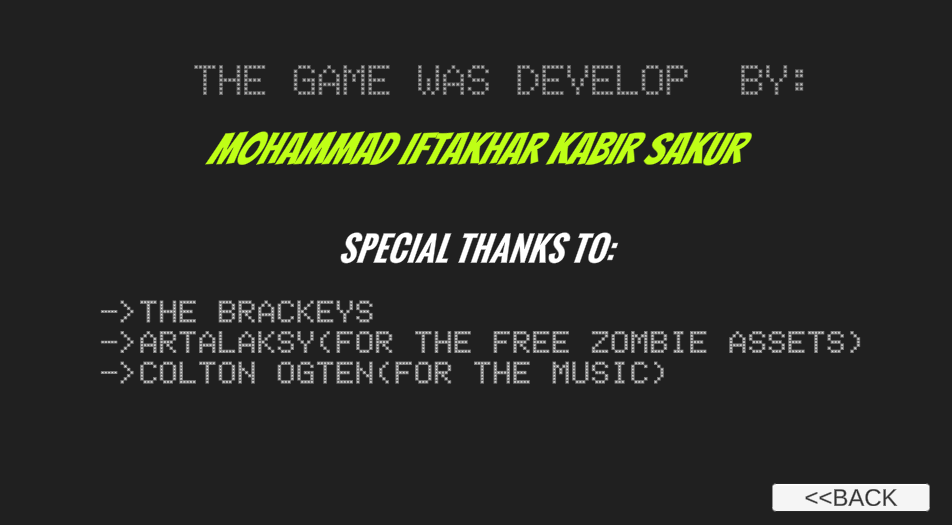 THE GAME WAS DEVELOP BY:
MOHAMMAD IFTAKHAR KABIR SAKUR
SPECIAL THANKS TO:
->THE BRACKEYS
->ARTALAKSY(FOR THE FREE ZOMBIE ASSETS)
->COLTON OGTEN(FOR THE MUSIC)
<<BACK